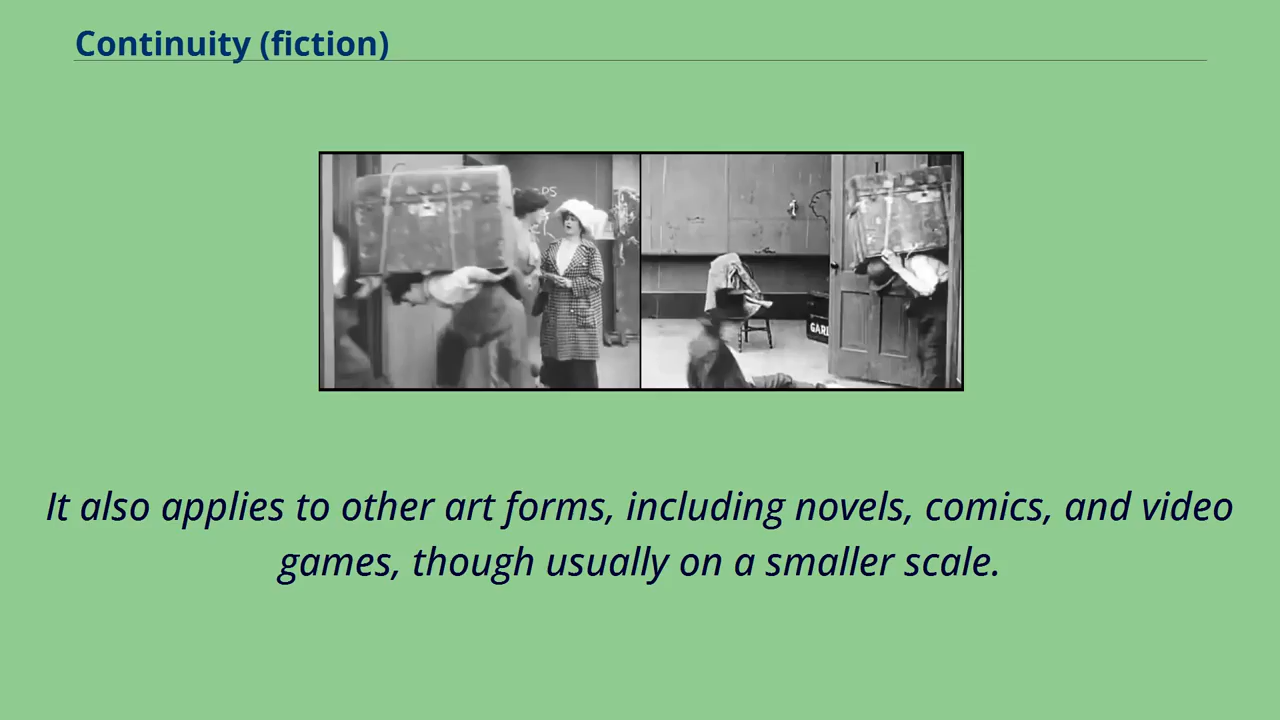 Continuity (fiction)
GARL
It also applies to other art forms, including novels, comics, and video
games, though usually on a smaller scale.